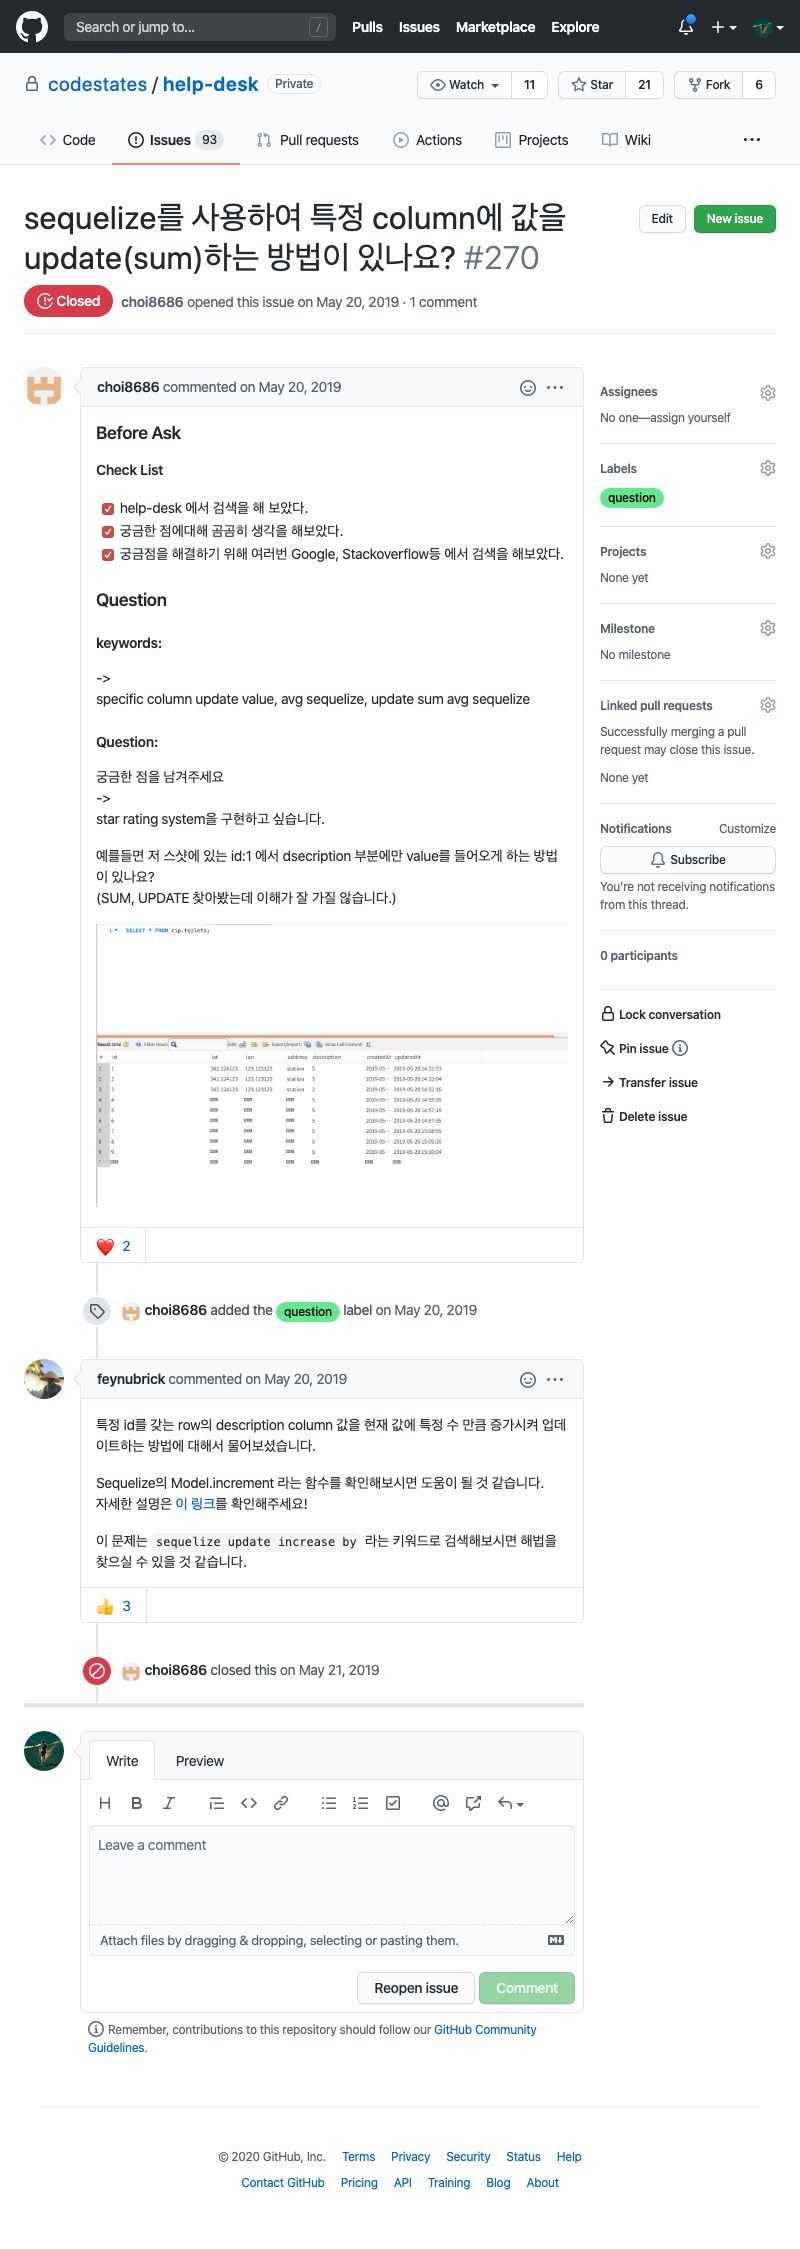 Search or jump to... /
Pulls Issues Marketplace Explore
codestates / help-desk Private
Watch 11 Star 21 Fork 6
Code Issues 93 Pull requests Actions Projects Wiki
sequelize를 사용하여 특정 column에 값을
update(sum)하는 방법이 있나요? #270
Edit New issue
Closed choi8686 opened this issue on May 20, 2019 · 1 comment
choi8686 commented on May 20, 2019
Before Ask
Check List
help-desk 에서 검색을 해 보았다.
궁금한 점에대해 곰곰히 생각을 해보았다.
궁금점을 해결하기 위해 여러번 Google, Stackoverflow등 에서 검색을 해보았다.
Question
keywords:
->
specific column update value, avg sequelize, update sum avg sequelize
Question:
궁금한 점을 남겨주세요
->
star rating system을 구현하고 싶습니다.
예를들면 저 스샷에 있는 id:1 에서 dsecription 부분에만 value를 들어오게 하는 방법
이 있나요?
(SUM, UPDATE 찾아봤는데 이해가 잘 가질 않습니다.)
1 SELECT * FROM rip.toilets;
Result Grid Filter Rows: Edit: Export/Import: Wrap Cell Content:
# id lat lon address description createdAt updatedAt
1 1 342.124123 123.123123 station 5 2019-05-... 2019-05-20 14:31:53
2 2 342.124123 123.123123 station 3 2019-05-... 2019-05-20 14:32:04
3 3 342.124123 123.123123 station 2 2019-05-... 2019-05-20 14:32:16
4 4 5 2019-05-... 2019-05-20 14:55:25
5 5 5 2019-05-... 2019-05-20 14:57:18
6 6 5 2019-05-... 2019-05-20 14:57:35
7 7 5 2019-05-... 2019-05-20 15:08:55
8 8 5 2019-05-... 2019-05-20 15:09:16
9 9 5 2019-05-... 2019-05-20 15:10:04
2
choi8686 added the question label on May 20, 2019
feynubrick commented on May 20, 2019
특정 id를 갖는 row의 description column 값을 현재 값에 특정 수 만큼 증가시켜 업데
이트하는 방법에 대해서 물어보셨습니다.
Sequelize의 Model.increment 라는 함수를 확인해보시면 도움이 될 것 같습니다.
자세한 설명은 이 링크를 확인해주세요!
이 문제는 sequelize update increase by 라는 키워드로 검색해보시면 해법을
찾으실 수 있을 것 같습니다.
3
choi8686 closed this on May 21, 2019
Write Preview
Leave a comment
Attach files by dragging & dropping, selecting or pasting them.
Reopen issue Comment
Remember, contributions to this repository should follow our GitHub Community
Guidelines.
Assignees
No one—assign yourself
Labels
question
Projects
None yet
Milestone
No milestone
Linked pull requests
Successfully merging a pull
request may close this issue.
None yet
Notifications Customize
Subscribe
You're not receiving notifications
from this thread.
0 participants
Lock conversation
Pin issue
Transfer issue
Delete issue
© 2020 GitHub, Inc. Terms Privacy Security Status Help
Contact GitHub Pricing API Training Blog About